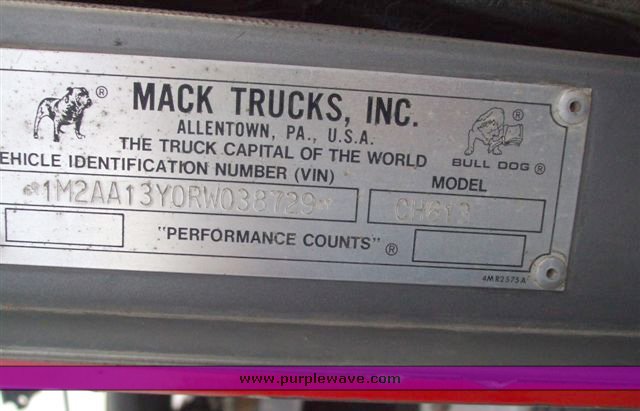 MACK TRUCKS, INC.
ALLENTOWN, PA., U.S.A.
THE TRUCK CAPITAL OF THE WORLD
BULL DOG ®
VEHICLE IDENTIFICATION NUMBER (VIN)
MODEL
*1M2AA13Y0RW038729*
CH613
"PERFORMANCE COUNTS" ®
4MR2575A
www.purplewave.com